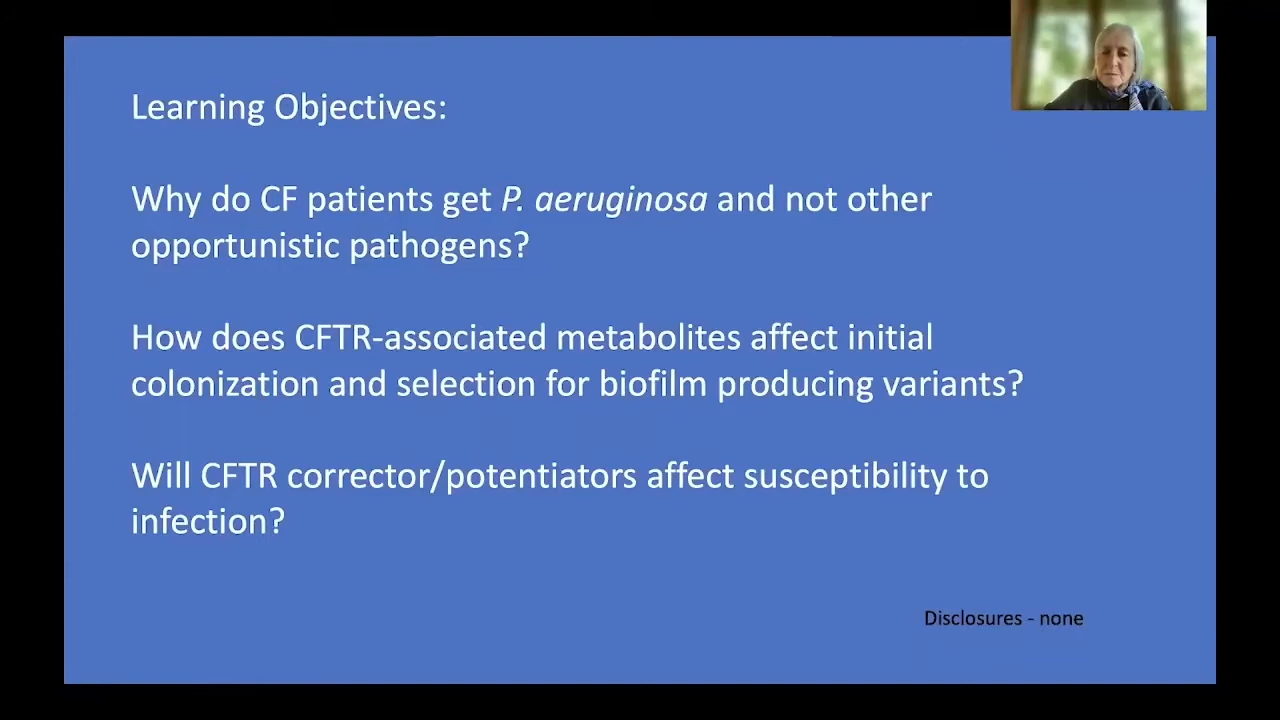 Learning Objectives:
Why do CF patients get P. aeruginosa and not other
opportunistic pathogens?
How does CFTR-associated metabolites affect initial
colonization and selection for biofilm producing variants?
Will CFTR corrector/potentiators affect susceptibility to
infection?
Disclosures - none